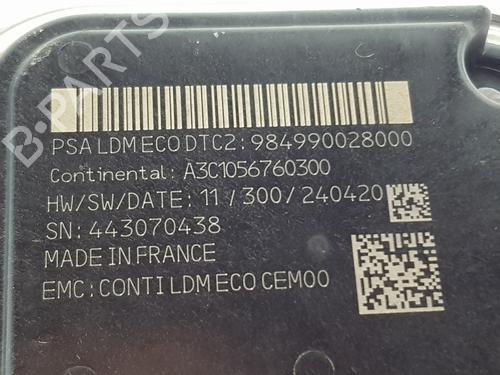 PSA LDM ECO DTC2: 984990028000
Continental: A3C1056760300
HW/SW/DATE: 11/300/240420
SN: 443070438
MADE IN FRANCE
EMC: CONTI LDM ECO CEM00
B-PARTS